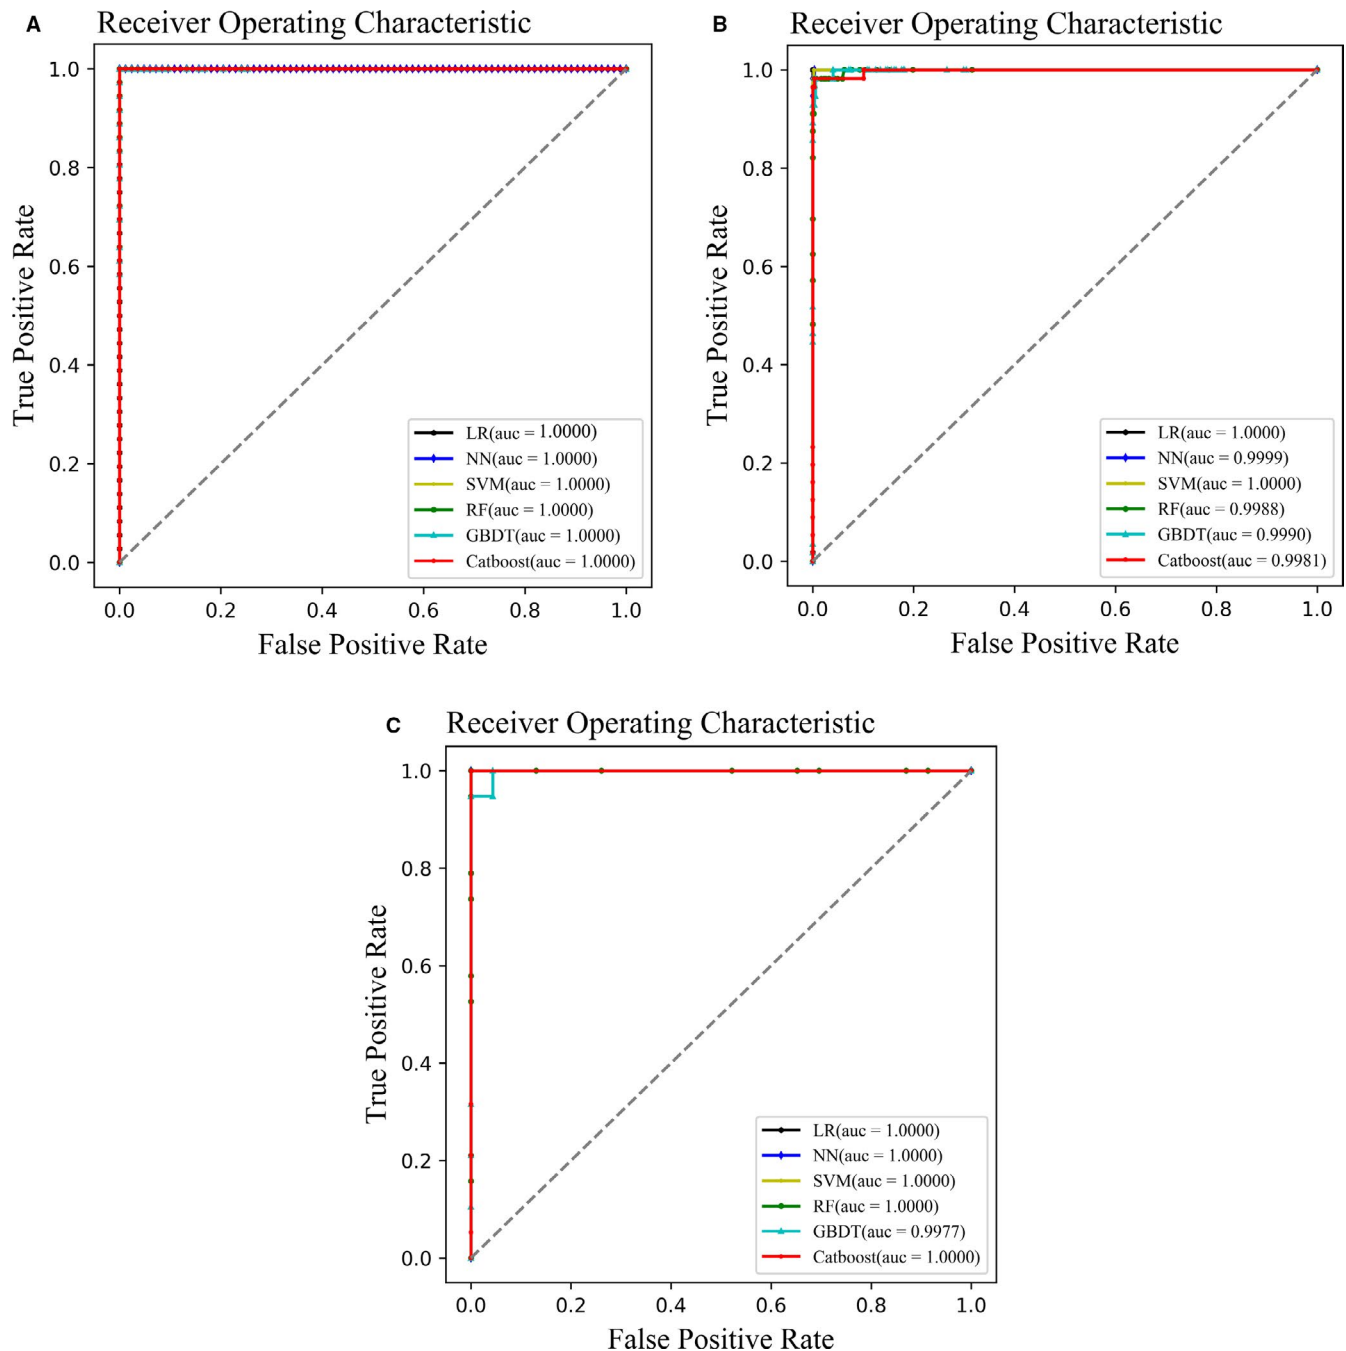 A Receiver Operating Characteristic
True Positive Rate
1.0
0.8
0.6
0.4
0.2
0.0
LR(auc = 1.0000)
NN(auc = 1.0000)
SVM(auc = 1.0000)
RF(auc = 1.0000)
GBDT(auc = 1.0000)
Catboost(auc = 1.0000)
0.0 0.2 0.4 0.6 0.8 1.0
False Positive Rate
B Receiver Operating Characteristic
True Positive Rate
1.0
0.8
0.6
0.4
0.2
0.0
LR(auc = 1.0000)
NN(auc = 0.9999)
SVM(auc = 1.0000)
RF(auc = 0.9988)
GBDT(auc = 0.9990)
Catboost(auc = 0.9981)
0.0 0.2 0.4 0.6 0.8 1.0
False Positive Rate
C Receiver Operating Characteristic
True Positive Rate
1.0
0.8
0.6
0.4
0.2
0.0
LR(auc = 1.0000)
NN(auc = 1.0000)
SVM(auc = 1.0000)
RF(auc = 1.0000)
GBDT(auc = 0.9977)
Catboost(auc = 1.0000)
0.0 0.2 0.4 0.6 0.8 1.0
False Positive Rate